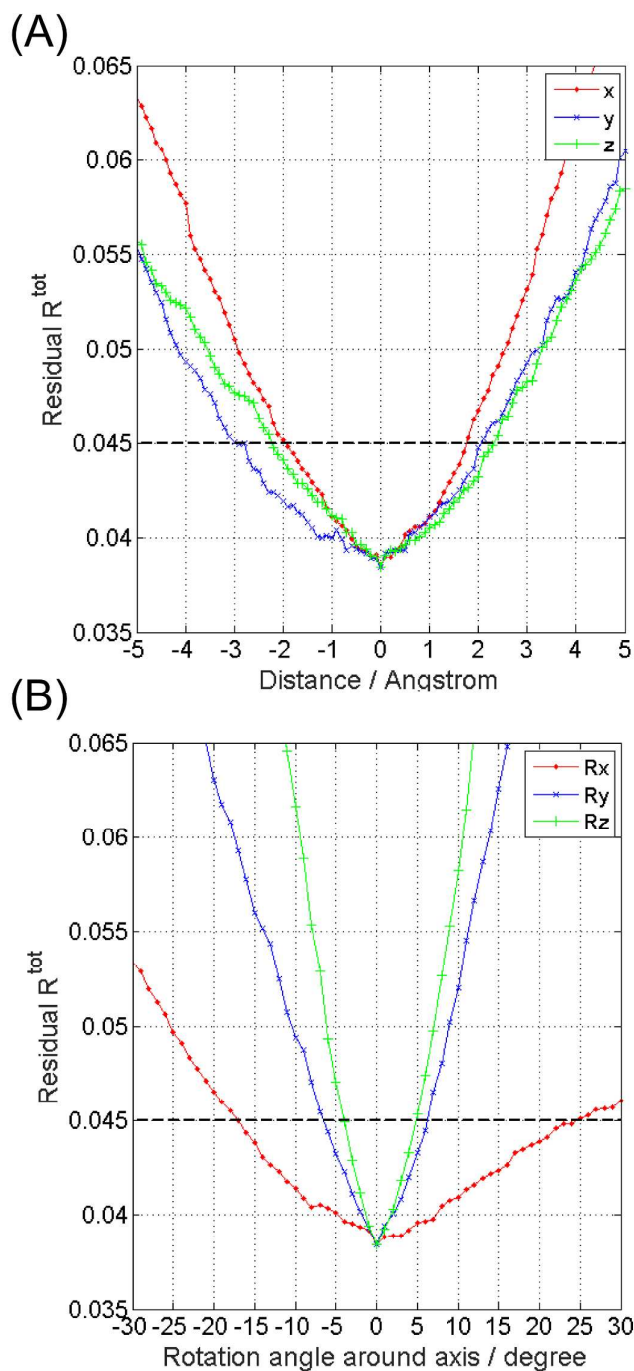 (A)
0.065
0.06
0.055
0.05
0.045
0.04
0.035
Residual R^tot
x
y
z
-5 -4 -3 -2 -1 0 1 2 3 4 5
Distance / Angstrom
(B)
0.065
0.06
0.055
0.05
0.045
0.04
0.035
Residual R^tot
Rx
Ry
Rz
-30 -25 -20 -15 -10 -5 0 5 10 15 20 25 30
Rotation angle around axis / degree